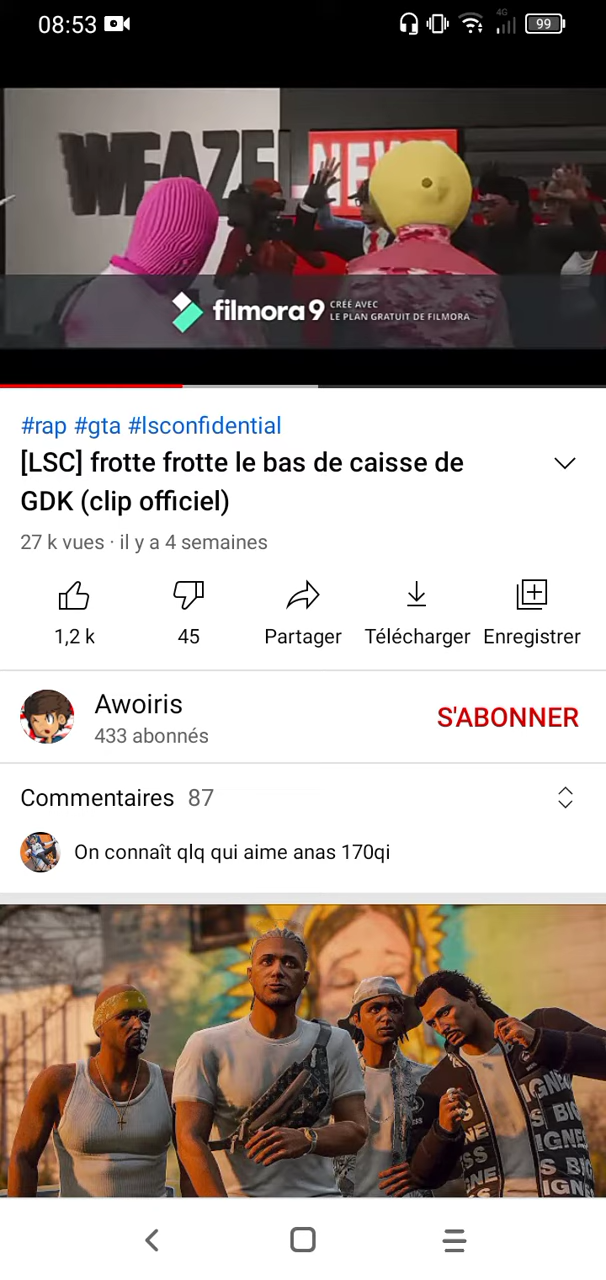 08:53
4G
99
WEAZEL NEWS
filmora9 CRÉÉ AVEC
LE PLAN GRATUIT DE FILMORA
#rap #gta #lsconfidential
[LSC] frotte frotte le bas de caisse de
GDK (clip officiel)
27 k vues · il y a 4 semaines
1,2 k
45
Partager
Télécharger
Enregistrer
Awoiris
433 abonnés
S'ABONNER
Commentaires 87
On connaît qlq qui aime anas 170qi